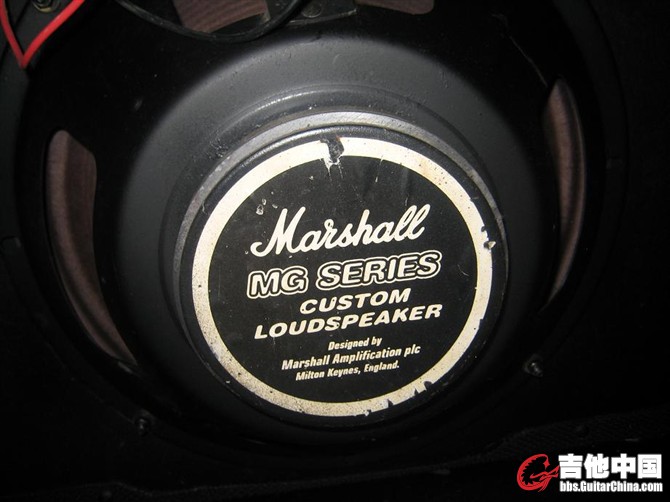 Marshall
MG SERIES
CUSTOM
LOUDSPEAKER
Designed by
Marshall Amplification plc
Milton Keynes, England.
吉他中国
bbs.GuitarChina.com